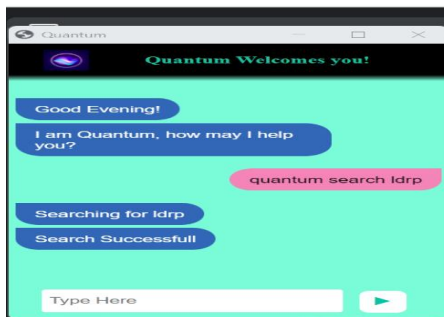 Quantum
Quantum Welcomes you!
Good Evening!
I am Quantum, how may I help
you?
quantum search ldrp
Searching for ldrp
Search Successfull
Type Here